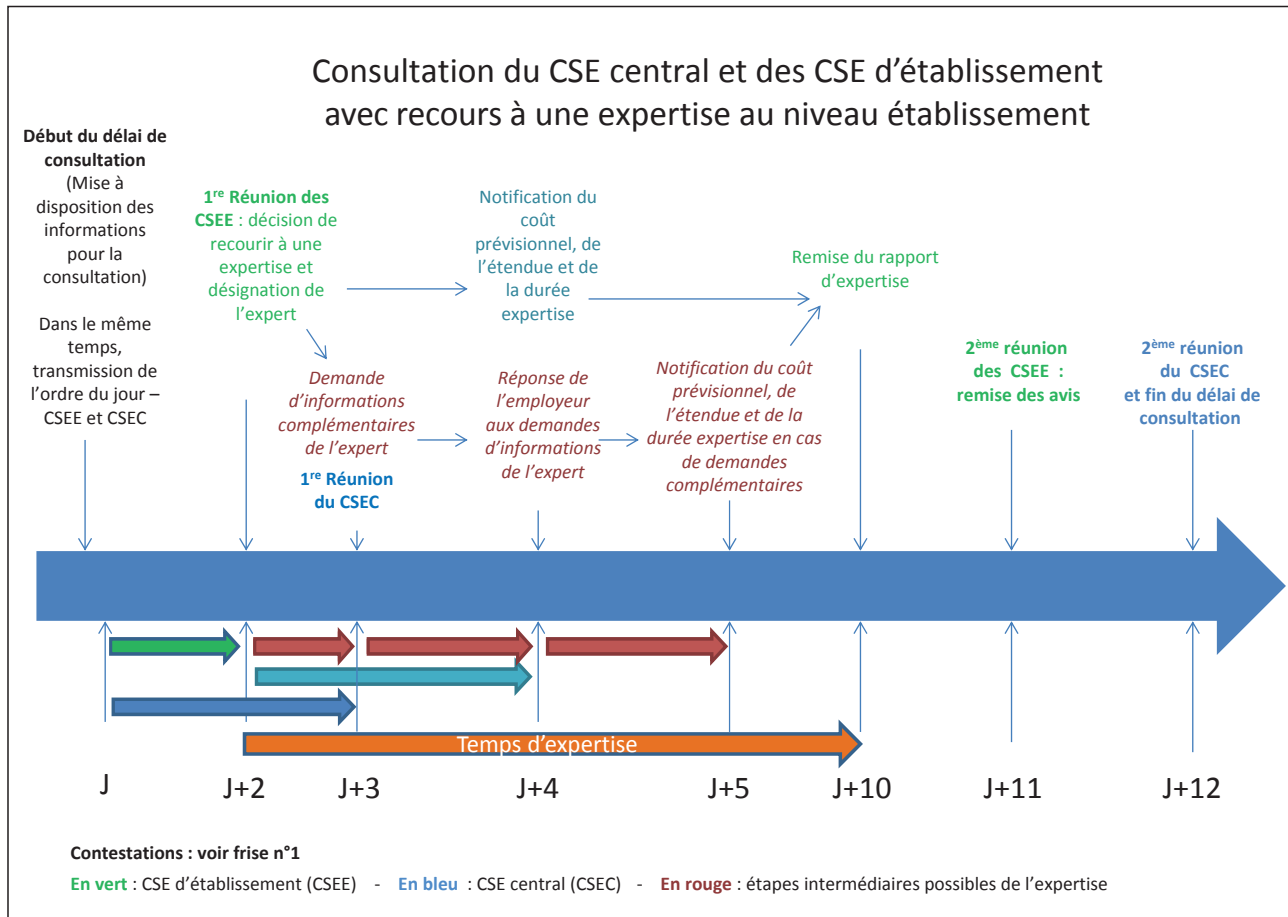 Consultation du CSE central et des CSE d’établissement
avec recours à une expertise au niveau établissement
Début du délai de
consultation
(Mise à
disposition des
informations
pour la
consultation)
Dans le même
temps,
transmission de
l’ordre du jour –
CSEE et CSEC
1re Réunion des
CSEE : décision de
recourir à une
expertise et
désignation de
l’expert
Notification du
coût
prévisionnel, de
l’étendue et de
la durée
expertise
Remise du rapport
d’expertise
Demande
d’informations
complémentaires
de l’expert
Réponse de
l’employeur
aux demandes
d’informations
de l’expert
Notification du coût
prévisionnel, de
l’étendue et de la
durée expertise en cas
de demandes
complémentaires
1re Réunion
du CSEC
2ème réunion
des CSEE :
remise des avis
2ème réunion
du CSEC
et fin du délai de
consultation
Temps d’expertise
J
J+2
J+3
J+4
J+5
J+10
J+11
J+12
Contestations : voir frise n°1
En vert : CSE d’établissement (CSEE) - En bleu : CSE central (CSEC) - En rouge : étapes intermédiaires possibles de l’expertise